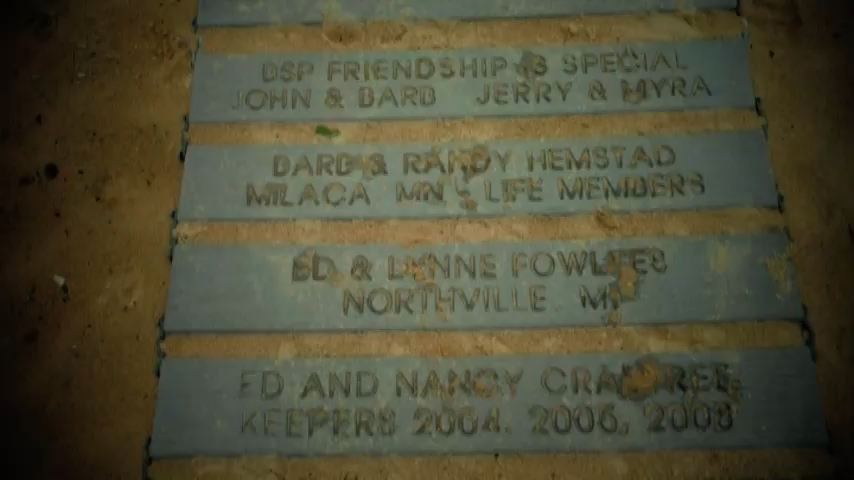 DSP FRIENDSHIP IS SPECIAL
JOHN & BARB JERRY & MYRA
BARB & RANDY HEMSTAD
MILACA MN LIFE MEMBERS
ED & LYNNE
NORTHVILLE MI
ED AND NANCY CRABTREE
KEEPERS 2004, 2006, 2008